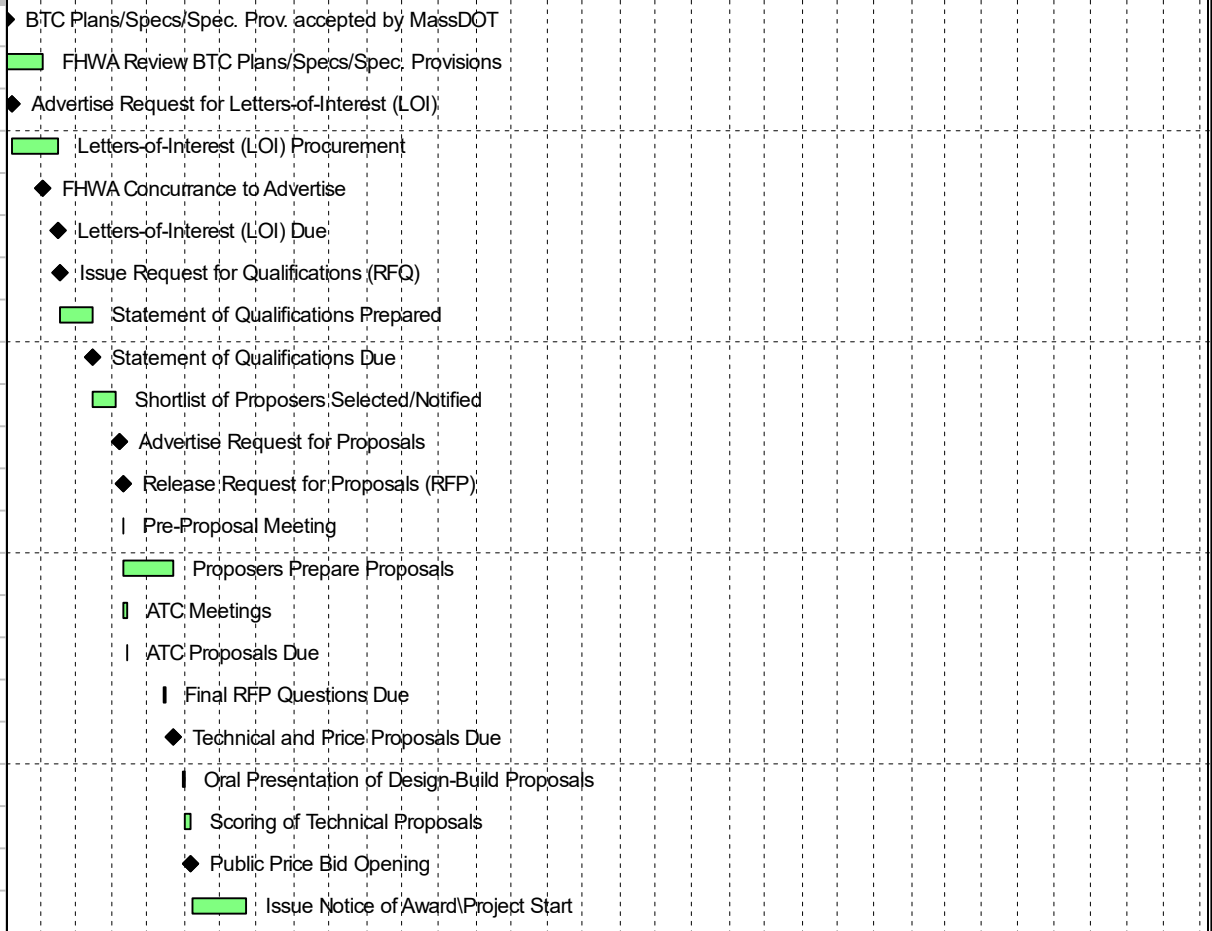 BTC Plans/Specs/Spec. Prov. accepted by MassDOT
FHWA Review BTC Plans/Specs/Spec. Provisions
Advertise Request for Letters-of-Interest (LOI)
Letters-of-Interest (LOI) Procurement
FHWA Concurrance to Advertise
Letters-of-Interest (LOI) Due
Issue Request for Qualifications (RFQ)
Statement of Qualifications Prepared
Statement of Qualifications Due
Shortlist of Proposers Selected/Notified
Advertise Request for Proposals
Release Request for Proposals (RFP)
Pre-Proposal Meeting
Proposers Prepare Proposals
ATC Meetings
ATC Proposals Due
Final RFP Questions Due
Technical and Price Proposals Due
Oral Presentation of Design-Build Proposals
Scoring of Technical Proposals
Public Price Bid Opening
Issue Notice of Award\Project Start